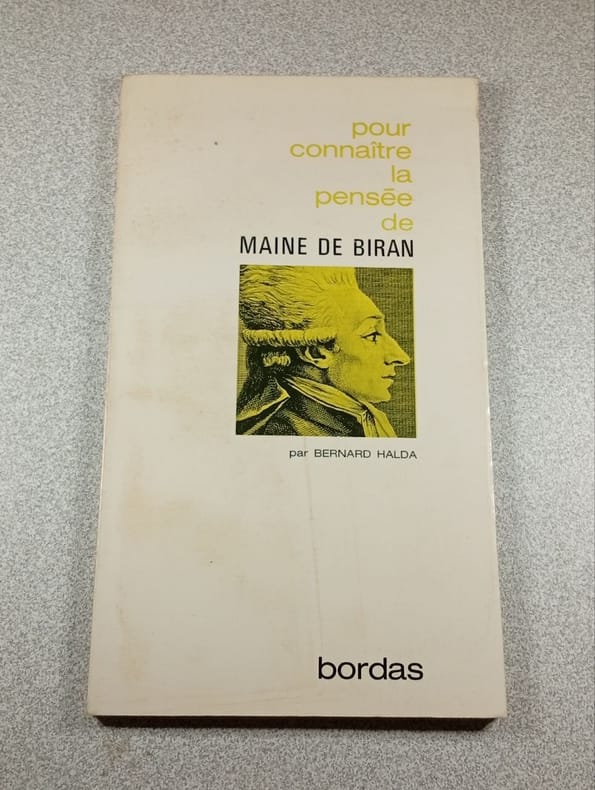 pour
connaître
la
pensée
de
MAINE DE BIRAN
par BERNARD HALDA
bordas